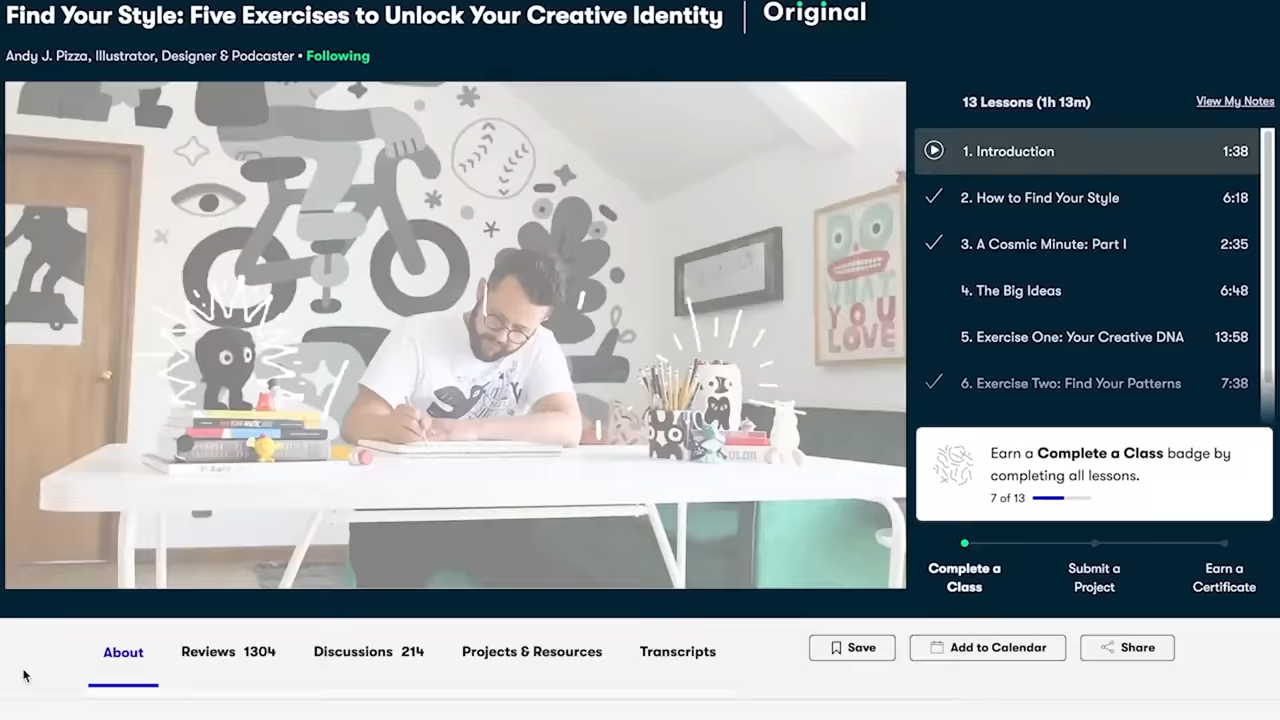 Find Your Style: Five Exercises to Unlock Your Creative Identity
Original
Andy J. Pizza, Illustrator, Designer & Podcaster • Following
WHAT
YOU
LOVE
13 Lessons (1h 13m)
View My Notes
1. Introduction 1:38
2. How to Find Your Style 6:18
3. A Cosmic Minute: Part I 2:35
4. The Big Ideas 6:48
5. Exercise One: Your Creative DNA 13:58
6. Exercise Two: Find Your Patterns 7:38
Earn a Complete a Class badge by
completing all lessons.
7 of 13
Complete a
Class
Submit a
Project
Earn a
Certificate
About
Reviews 1304
Discussions 214
Projects & Resources
Transcripts
Save
Add to Calendar
Share